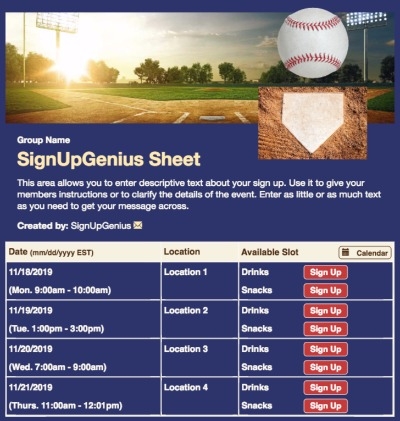 Group Name
SignUpGenius Sheet
This area allows you to enter descriptive text about your sign up. Use it to give your
members instructions or to clarify the details of the event. Enter as little or as much text
as you need to get your message across.
Created by: SignUpGenius
Date (mm/dd/yyyy EST) Location Available Slot Calendar
11/18/2019 Location 1 Drinks Sign Up
(Mon. 9:00am - 10:00am) Snacks Sign Up
11/19/2019 Location 2 Drinks Sign Up
(Tue. 1:00pm - 3:00pm) Snacks Sign Up
11/20/2019 Location 3 Drinks Sign Up
(Wed. 7:00am - 9:00am) Snacks Sign Up
11/21/2019 Location 4 Drinks Sign Up
(Thurs. 11:00am - 12:01pm) Snacks Sign Up